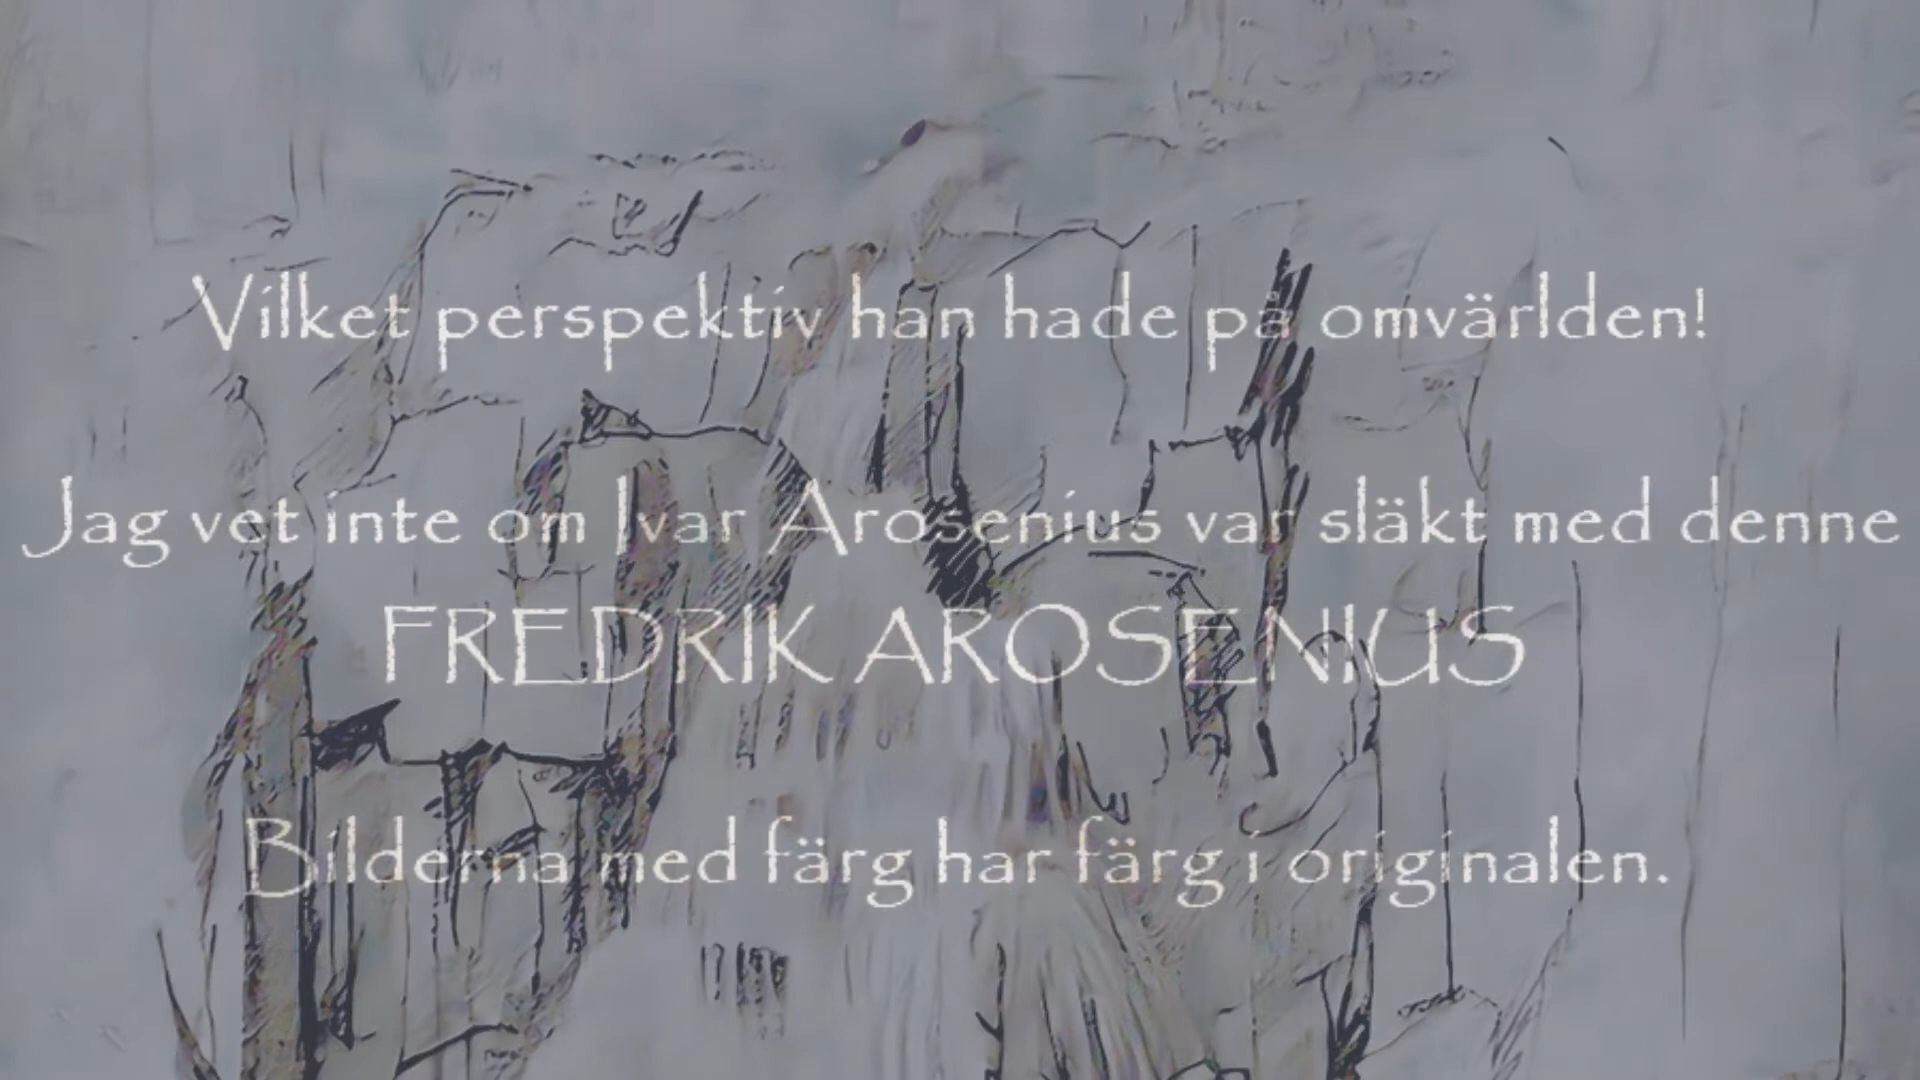 Vilket perspektiv han hade på omvärlden!
Jag vet inte om Ivar Arosenius var släkt med denne
FREDRIK AROSENIUS
Bilderna med färg har färg i originalen.